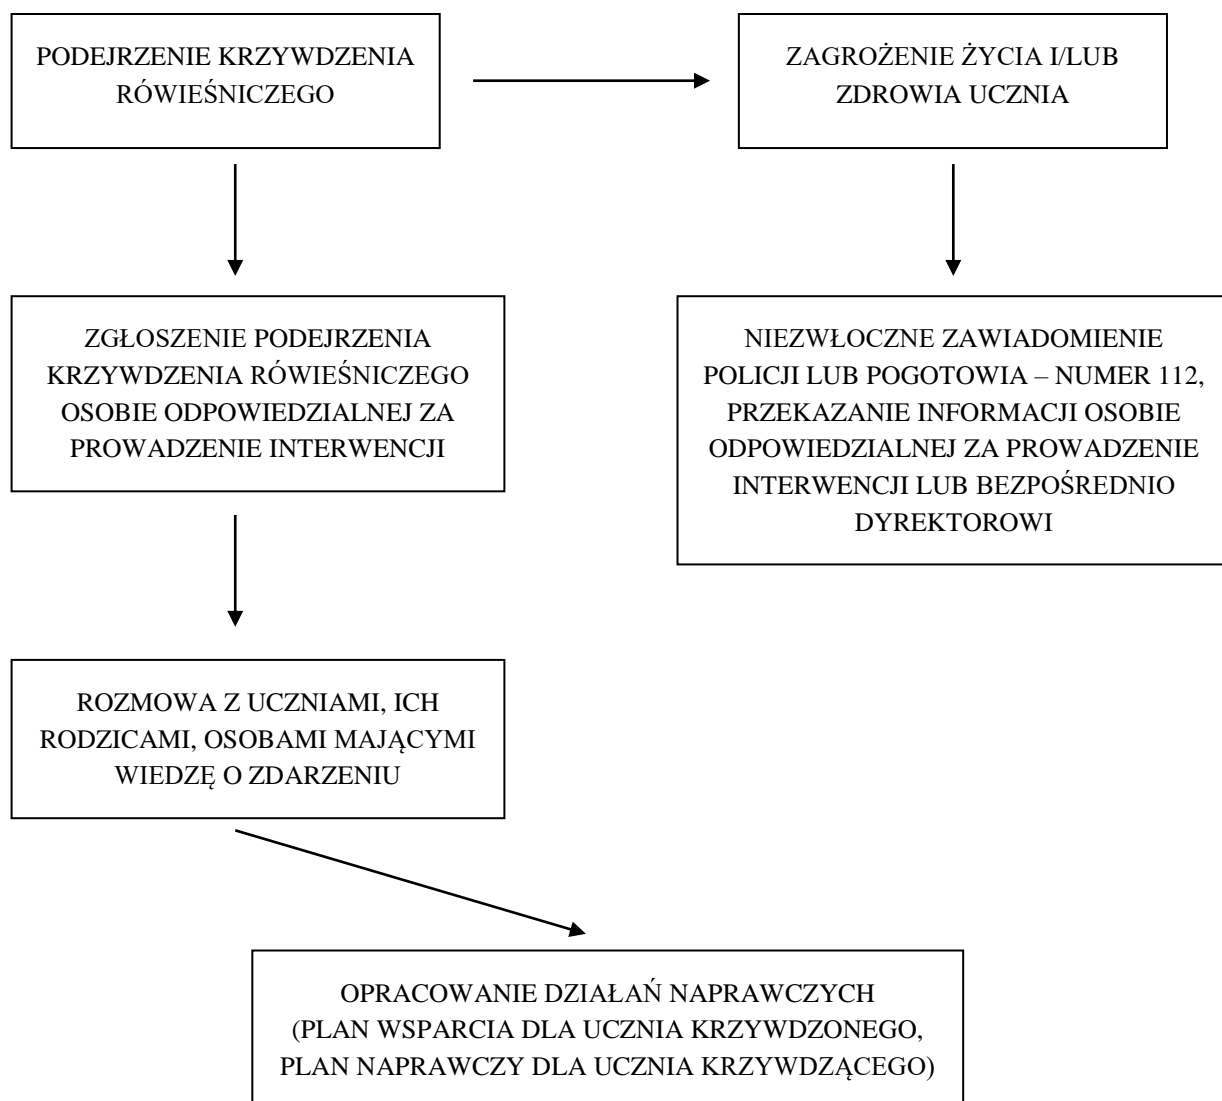 PODEJRZENIE KRZYWDZENIA
RÓWIEŚNICZEGO
ZAGROŻENIE ŻYCIA I/LUB
ZDROWIA UCZNIA
ZGŁOSZENIE PODEJRZENIA
KRZYWDZENIA RÓWIEŚNICZEGO
OSOBIE ODPOWIEDZIALNEJ ZA
PROWADZENIE INTERWENCJI
NIEZWŁOCZNE ZAWIADOMIENIE
POLICJI LUB POGOTOWIA – NUMER 112,
PRZEKAZANIE INFORMACJI OSOBIE
ODPOWIEDZIALNEJ ZA PROWADZENIE
INTERWENCJI LUB BEZPOŚREDNIO
DYREKTOROWI
ROZMOWA Z UCZNIAMI, ICH
RODZICAMI, OSOBAMI MAJĄCYMI
WIEDZĘ O ZDARZENIU
OPRACOWANIE DZIAŁAŃ NAPRAWCZYCH
(PLAN WSPARCIA DLA UCZNIA KRZYWDZONEGO,
PLAN NAPRAWCZY DLA UCZNIA KRZYWDZĄCEGO)